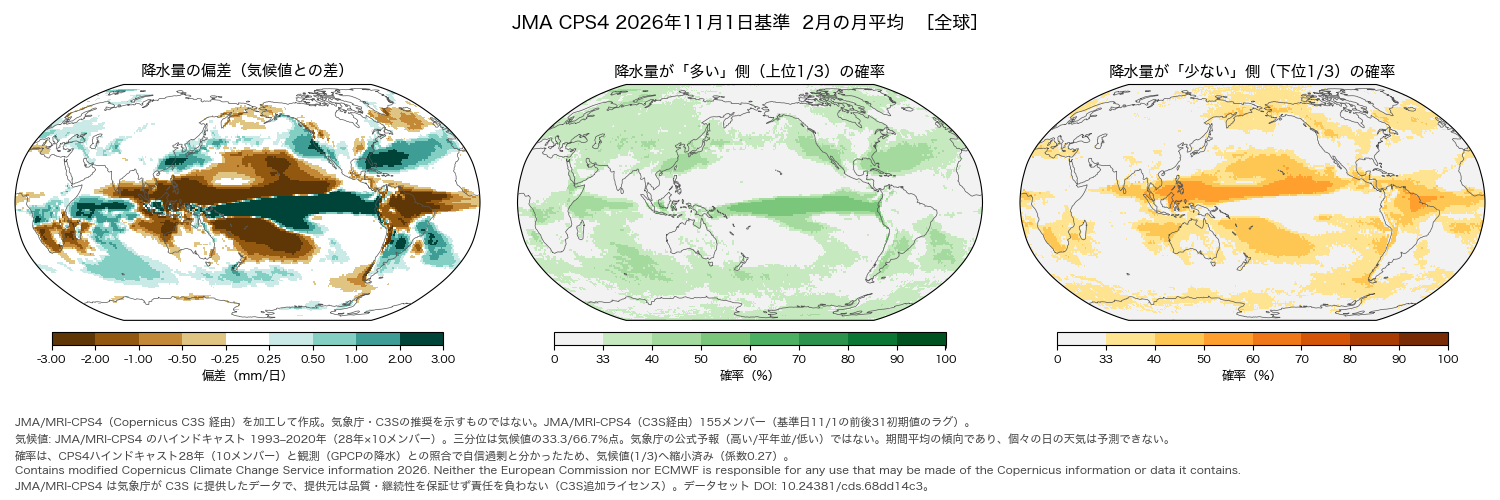 JMA CPS4 2026年11月1日基準 2月の月平均 ［全球］
降水量の偏差（気候値との差）
降水量が「多い」側（上位1/3）の確率
降水量が「少ない」側（下位1/3）の確率
-3.00 -2.00 -1.00 -0.50 -0.25 0.25 0.50 1.00 2.00 3.00
偏差（mm/日）
0 33 40 50 60 70 80 90 100
確率（%）
0 33 40 50 60 70 80 90 100
確率（%）
JMA/MRI-CPS4（Copernicus C3S 経由）を加工して作成。気象庁・C3Sの推奨を示すものではない。JMA/MRI-CPS4（C3S経由）155メンバー（基準日11/1の前後31初期値のラグ）。
気候値: JMA/MRI-CPS4 のハインドキャスト 1993–2020年（28年×10メンバー）。三分位は気候値の33.3/66.7%点。気象庁の公式予報（高い/平年並/低い）ではない。期間平均の傾向であり、個々の日の天気は予測できない。
確率は、CPS4ハインドキャスト28年（10メンバー）と観測（GPCPの降水）との照合で自信過剰と分かったため、気候値(1/3)へ縮小済み（係数0.27）。
Contains modified Copernicus Climate Change Service information 2026. Neither the European Commission nor ECMWF is responsible for any use that may be made of the Copernicus information or data it contains.
JMA/MRI-CPS4 は気象庁が C3S に提供したデータで、提供元は品質・継続性を保証せず責任を負わない（C3S追加ライセンス）。データセット DOI: 10.24381/cds.68dd14c3。